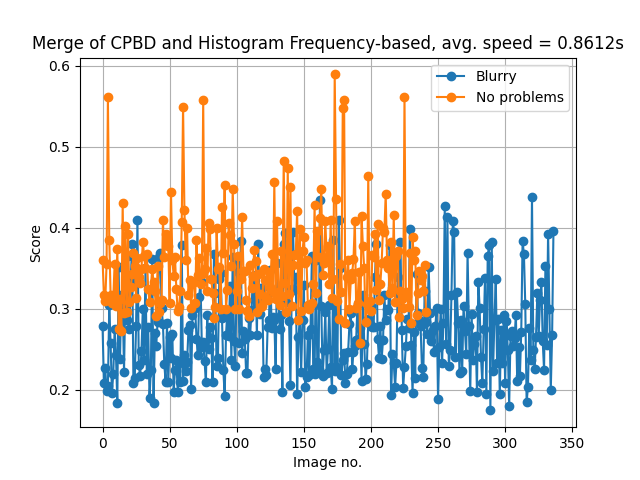 Merge of CPBD and Histogram Frequency-based, avg. speed = 0.8612s
Blurry
No problems
Score
0.6
0.5
0.4
0.3
0.2
0
50
100
150
200
250
300
350
Image no.